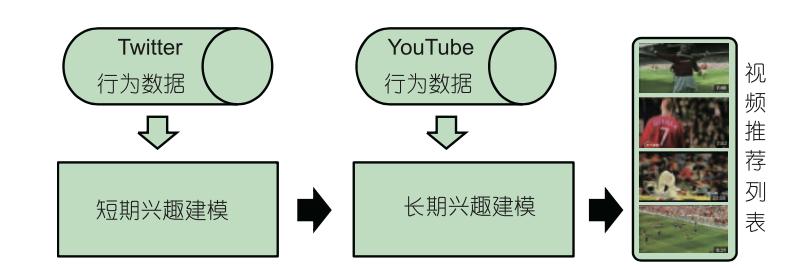 Twitter
行为数据
YouTube
行为数据
短期兴趣建模
长期兴趣建模
视频推荐列表